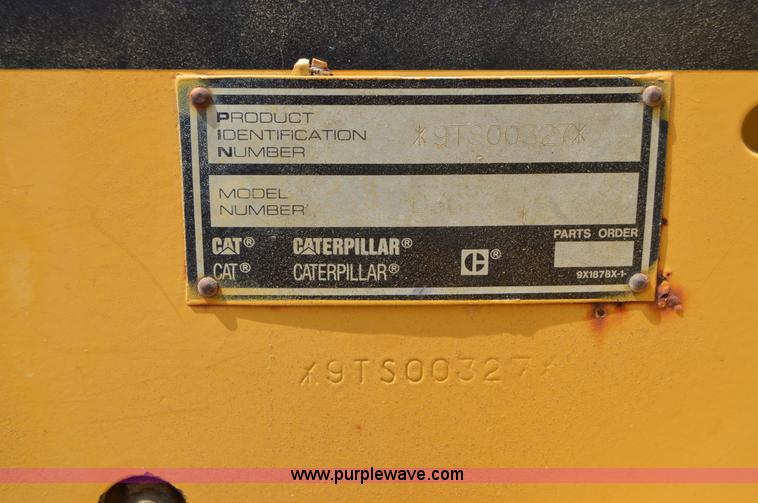 PRODUCT
IDENTIFICATION
NUMBER
*9TS00327*
MODEL
NUMBER
CAT® CATERPILLAR®
CAT® CATERPILLAR®
C®
PARTS ORDER
9X1878X-1-
*9TS00327*
www.purplewave.com